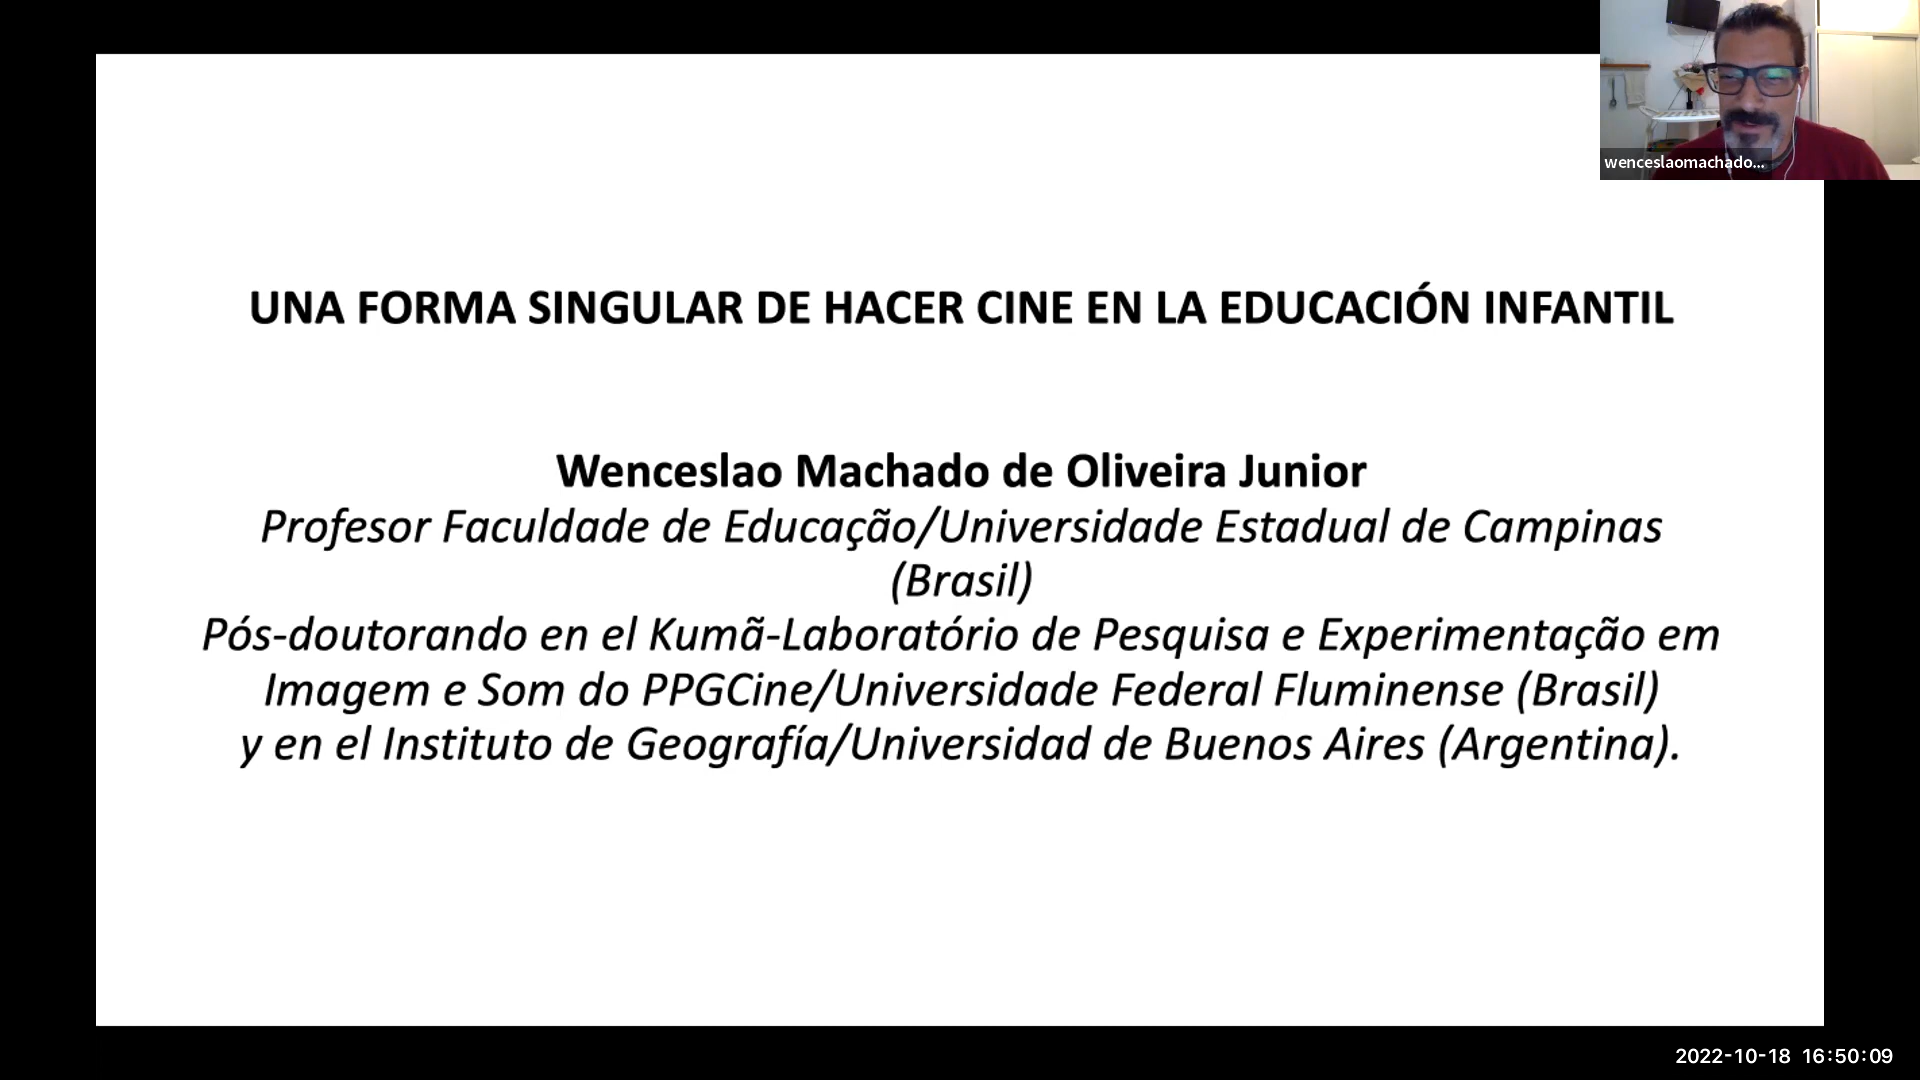 wenceslaomachado...
UNA FORMA SINGULAR DE HACER CINE EN LA EDUCACIÓN INFANTIL
Wenceslao Machado de Oliveira Junior
Profesor Faculdade de Educação/Universidade Estadual de Campinas
(Brasil)
Pós-doutorando en el Kumã-Laboratório de Pesquisa e Experimentação em
Imagem e Som do PPGCine/Universidade Federal Fluminense (Brasil)
y en el Instituto de Geografía/Universidad de Buenos Aires (Argentina).
2022-10-18 16:50:09